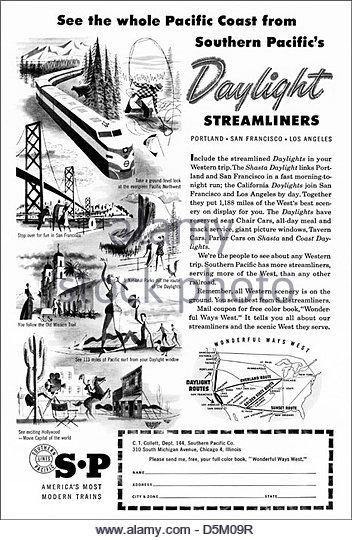 See the whole Pacific Coast from
Southern Pacific's
Daylight
STREAMLINERS
PORTLAND • SAN FRANCISCO • LOS ANGELES
Take a ground-level look
at the evergreen Pacific Northwest
Stop over for fun in San Francisco
National Parks
the route
of the Daylights
You follow the Old Mission Trail
See 113 miles of Pacific surf from your Daylight window
See exciting Hollywood
—Movie Capital of the world
Include the streamlined Daylights in your
Western trip. The Shasta Daylight links Port-
land and San Francisco in a fast morning-to-
night run; the California Daylights join San
Francisco and Los Angeles by day. Together
they put 1,188 miles of the West's best scen-
ery on display for you. The Daylights have
reserved seat Chair Cars, all-day meal and
snack service, giant picture windows, Tavern
Cars, Parlor Cars on Shasta and Coast Day-
lights.
We're the people to see about any Western
trip. Southern Pacific has more streamliners,
serving more of the West, than any other
railroad.
Remember all Western scenery is on the
ground. You see it best from S.P. streamliners.
Mail coupon for free color book, "Wonder-
ful Ways West." It tells you all about our
streamliners and the scenic West they serve.
WONDERFUL WAYS WEST
DAYLIGHT
ROUTES
OVERLAND ROUTE
SUNSET ROUTE
SOUTHERN
PACIFIC
LINES
S•P
AMERICA'S MOST
MODERN TRAINS
C. T. Collett, Dept. 144, Southern Pacific Co.
310 South Michigan Avenue, Chicago 4, Illinois
Please send me, free, your full color book, "Wonderful Ways West."
NAME
ADDRESS
CITY & ZONE
STATE
alamy stock photo
a
alamy.com - D5M09R